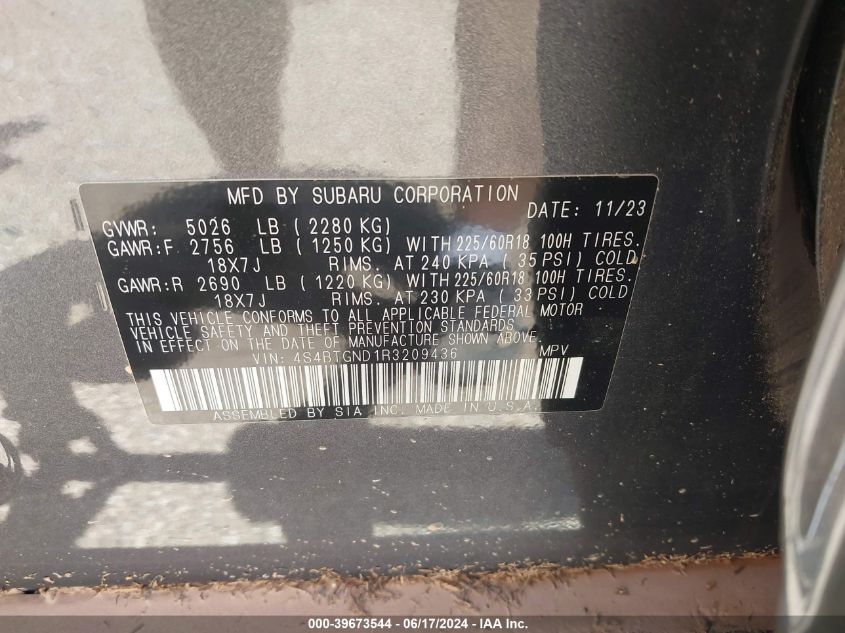 MFD BY SUBARU CORPORATION
DATE: 11/23
GVWR: 5026 LB ( 2280 KG)
GAWR:F 2756 LB ( 1250 KG) WITH 225/60R18 100H TIRES.
18X7J RIMS. AT 240 KPA ( 35 PSI) COLD
GAWR:R 2690 LB ( 1220 KG) WITH 225/60R18 100H TIRES.
18X7J RIMS. AT 230 KPA ( 33 PSI) COLD
THIS VEHICLE CONFORMS TO ALL APPLICABLE FEDERAL MOTOR
VEHICLE SAFETY AND THEFT PREVENTION STANDARDS
IN EFFECT ON THE DATE OF MANUFACTURE SHOWN ABOVE.
VIN: 4S4BTGND1R3209436 MPV
ASSEMBLED BY SIA INC. MADE IN U.S.A.
000-39673544 / 06/17/2024 - IAA Inc.